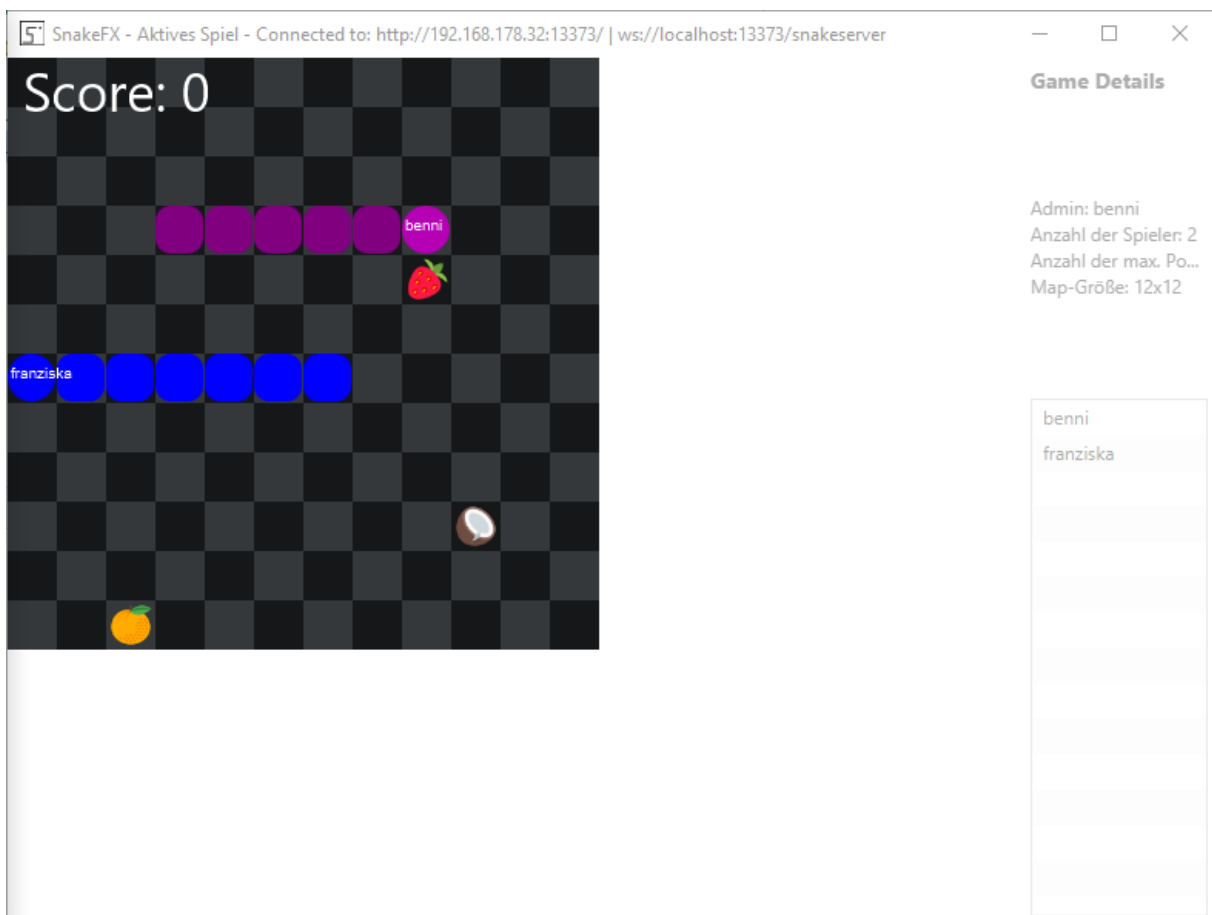 SnakeFX - Aktives Spiel - Connected to: http://192.168.178.32:13373/ | ws://localhost:13373/snakeserver
Score: 0
Game Details
benni
Admin: benni
Anzahl der Spieler: 2
Anzahl der max. Po...
Map-Größe: 12x12
franziska
benni
franziska